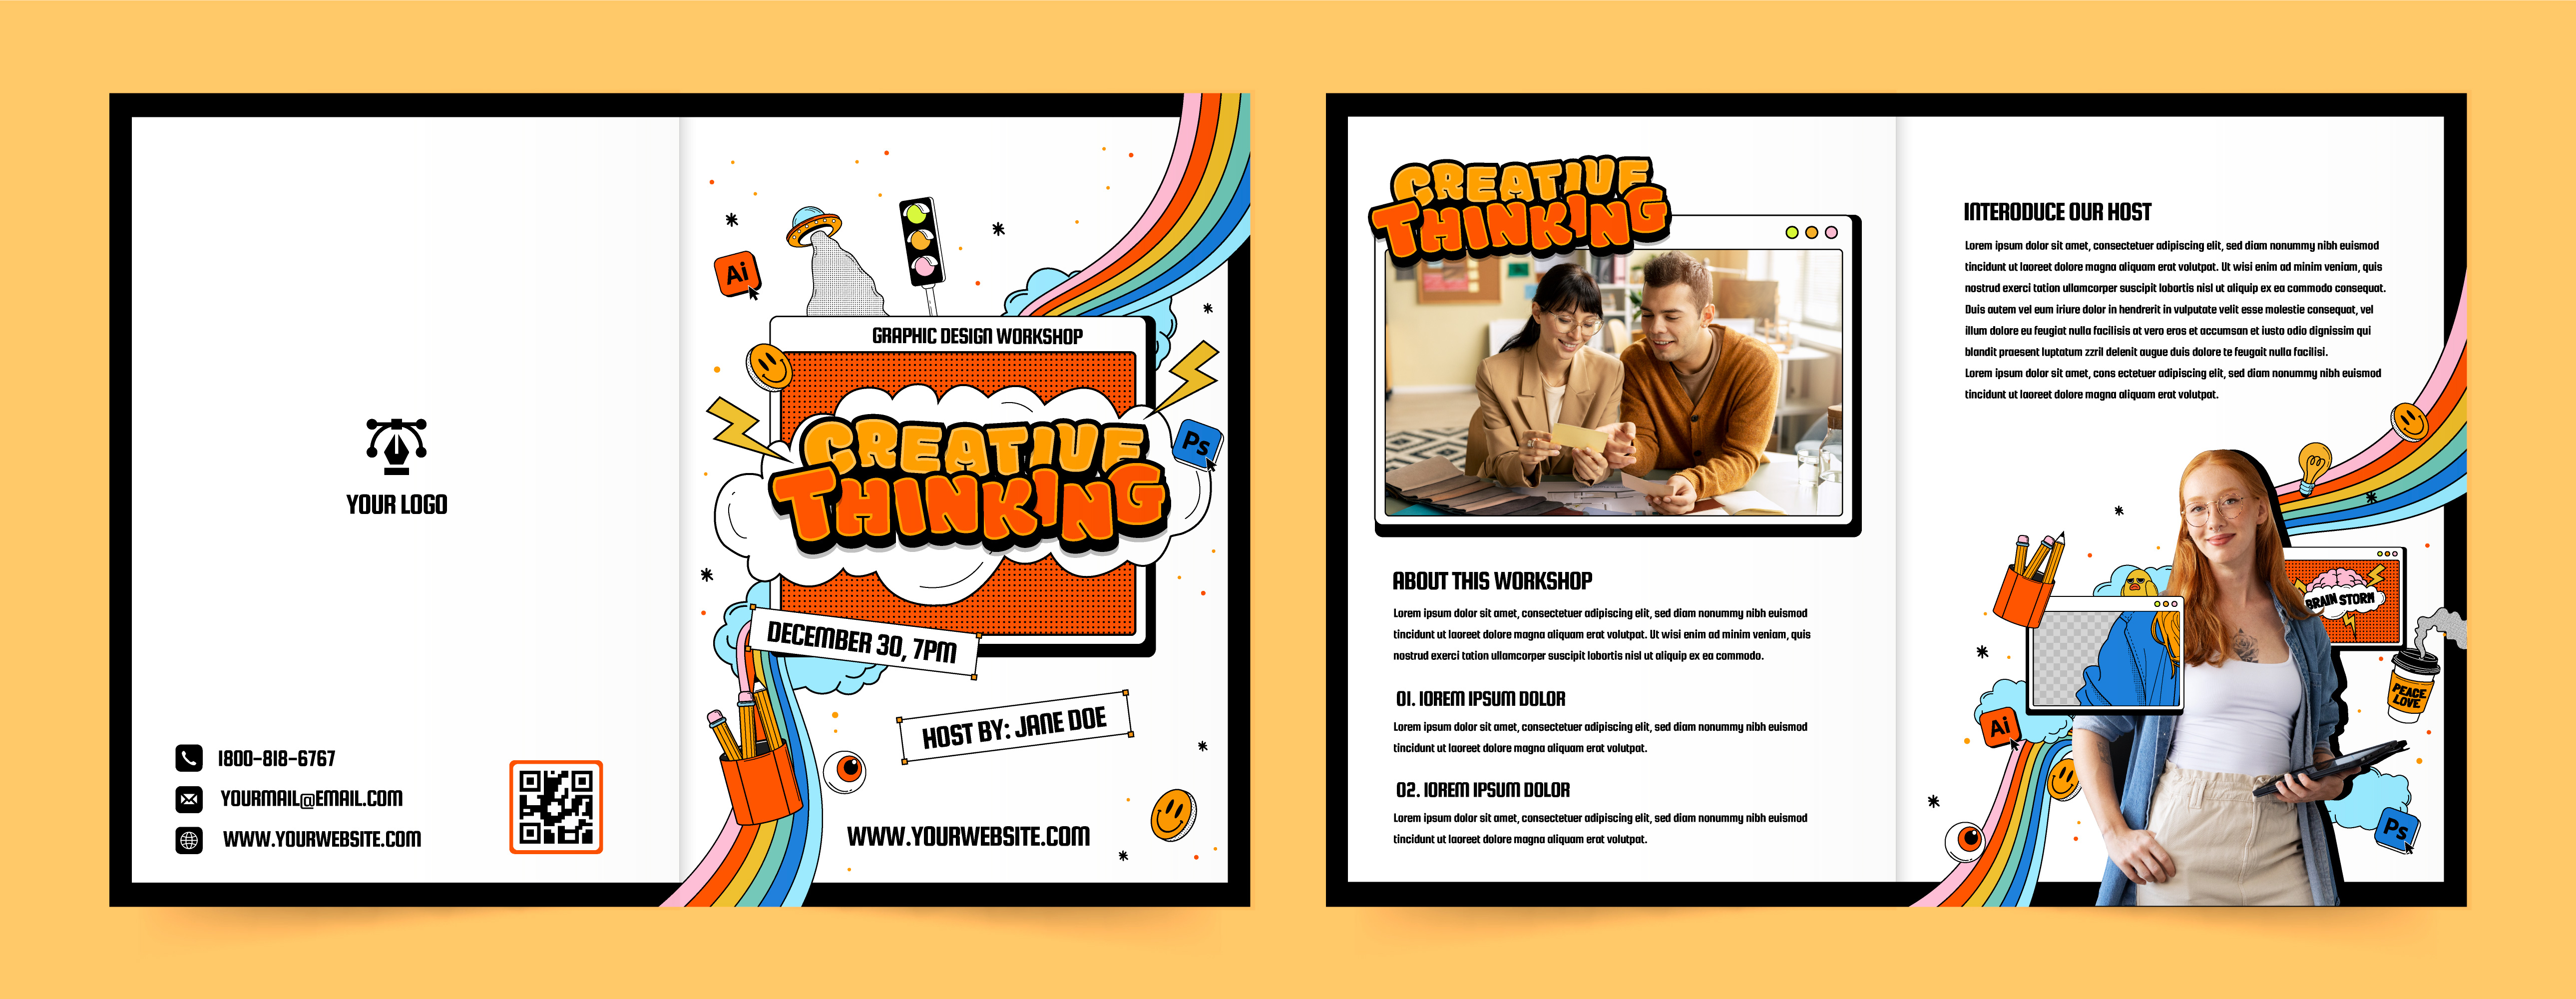 YOUR LOGO
1800-818-6767
YOURMAIL@EMAIL.COM
WWW.YOURWEBSITE.COM
Ai
GRAPHIC DESIGN WORKSHOP
Ps
CREATIVE
THINKING
DECEMBER 30, 7PM
HOST BY: JANE DOE
WWW.YOURWEBSITE.COM
CREATIVE
THINKING
ABOUT THIS WORKSHOP
Lorem ipsum dolor sit amet, consectetuer adipiscing elit, sed diam nonummy nibh euismod
tincidunt ut laoreet dolore magna aliquam erat volutpat. Ut wisi enim ad minim veniam, quis
nostrud exerci tation ullamcorper suscipit lobortis nisl ut aliquip ex ea commodo.
01. lOREM IPSUM DOLOR
Lorem ipsum dolor sit amet, consectetuer adipiscing elit, sed diam nonummy nibh euismod
tincidunt ut laoreet dolore magna aliquam erat volutpat.
02. lOREM IPSUM DOLOR
Lorem ipsum dolor sit amet, consectetuer adipiscing elit, sed diam nonummy nibh euismod
tincidunt ut laoreet dolore magna aliquam erat volutpat.
INTERODUCE OUR HOST
Lorem ipsum dolor sit amet, consectetuer adipiscing elit, sed diam nonummy nibh euismod
tincidunt ut laoreet dolore magna aliquam erat volutpat. Ut wisi enim ad minim veniam, quis
nostrud exerci tation ullamcorper suscipit lobortis nisl ut aliquip ex ea commodo consequat.
Duis autem vel eum iriure dolor in hendrerit in vulputate velit esse molestie consequat, vel
illum dolore eu feugiat nulla facilisis at vero eros et accumsan et iusto odio dignissim qui
blandit praesent luptatum zzril delenit augue duis dolore te feugait nulla facilisi.
Lorem ipsum dolor sit amet, cons ectetuer adipiscing elit, sed diam nonummy nibh euismod
tincidunt ut laoreet dolore magna aliquam erat volutpat.
BRAIN STORM
PEACE
LOVE
Ai
Ps